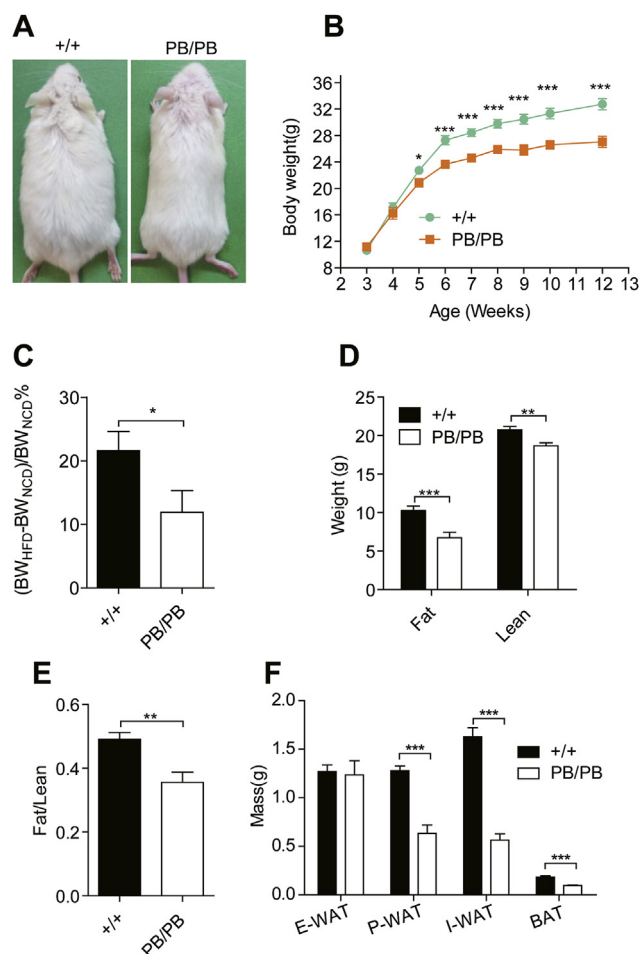 A
+/+
PB/PB
B
Body weight(g)
36
32
28
24
20
16
12
8
* *** *** *** *** *** ***
+/+
PB/PB
2 3 4 5 6 7 8 9 10 11 12 13
Age (Weeks)
C
(BW_HFD-BW_NCD)/BW_NCD%
30
20
10
0
*
+/+
PB/PB
D
Weight (g)
25
20
15
10
5
0
+/+
PB/PB
***
**
Fat
Lean
E
Fat/Lean
0.6
0.4
0.2
0.0
**
+/+
PB/PB
F
Mass(g)
2.0
1.5
1.0
0.5
0.0
***
***
***
+/+
PB/PB
E-WAT
P-WAT
I-WAT
BAT